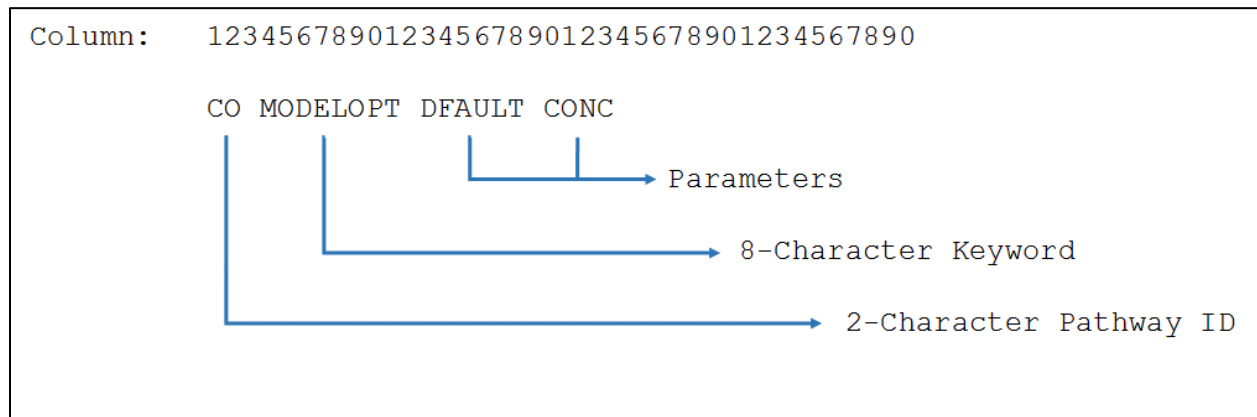 Column: 1234567890123456789012345678901234567890
CO MODELOPT DFAULT CONC
Parameters
8-Character Keyword
2-Character Pathway ID